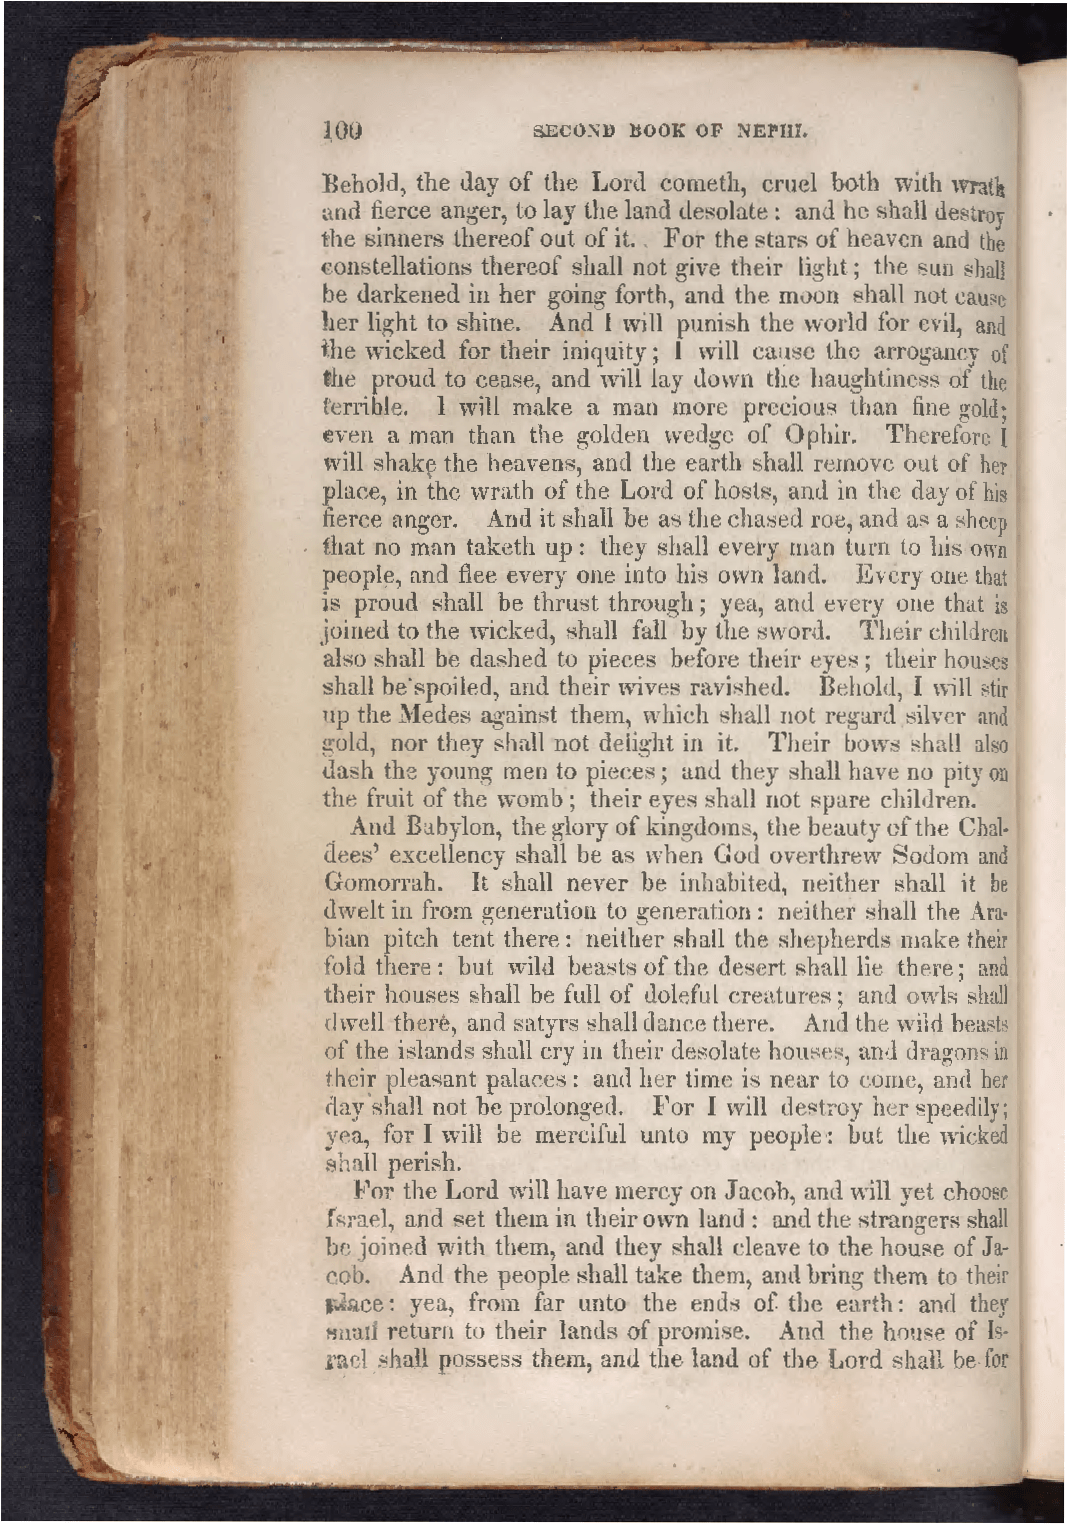 100 SECOND BOOK OF NEPHI.
Behold, the day of the Lord cometh, cruel both with wrath
and fierce anger, to lay the land desolate : and he shall destroy
the sinners thereof out of it. For the stars of heaven and the
constellations thereof shall not give their light ; the sun shall
be darkened in her going forth, and the moon shall not cause
her light to shine. And I will punish the world for evil, and
the wicked for their iniquity ; I will cause the arrogancy of
the proud to cease, and will lay down the haughtiness of the
terrible. I will make a man more precious than fine gold;
even a man than the golden wedge of Ophir. Therefore I
will shake the heavens, and the earth shall remove out of her
place, in the wrath of the Lord of hosts, and in the day of his
fierce anger. And it shall be as the chased roe, and as a sheep
that no man taketh up : they shall every man turn to his own
people, and flee every one into his own land. Every one that
is proud shall be thrust through ; yea, and every one that is
joined to the wicked, shall fall by the sword. Their children
also shall be dashed to pieces before their eyes ; their houses
shall be spoiled, and their wives ravished. Behold, I will stir
up the Medes against them, which shall not regard silver and
gold, nor they shall not delight in it. Their bows shall also
dash the young men to pieces ; and they shall have no pity on
the fruit of the womb ; their eyes shall not spare children.
And Babylon, the glory of kingdoms, the beauty of the Chal-
dees' excellency shall be as when God overthrew Sodom and
Gomorrah. It shall never be inhabited, neither shall it be
dwelt in from generation to generation : neither shall the Ara-
bian pitch tent there : neither shall the shepherds make their
fold there : but wild beasts of the desert shall lie there ; and
their houses shall be full of doleful creatures ; and owls shall
dwell there, and satyrs shall dance there. And the wild beasts
of the islands shall cry in their desolate houses, and dragons in
their pleasant palaces : and her time is near to come, and her
day shall not be prolonged. For I will destroy her speedily;
yea, for I will be merciful unto my people : but the wicked
shall perish.
For the Lord will have mercy on Jacob, and will yet choose
Israel, and set them in their own land : and the strangers shall
be joined with them, and they shall cleave to the house of Ja-
cob. And the people shall take them, and bring them to their
place : yea, from far unto the ends of the earth : and they
shall return to their lands of promise. And the house of Is-
rael shall possess them, and the land of the Lord shall be for